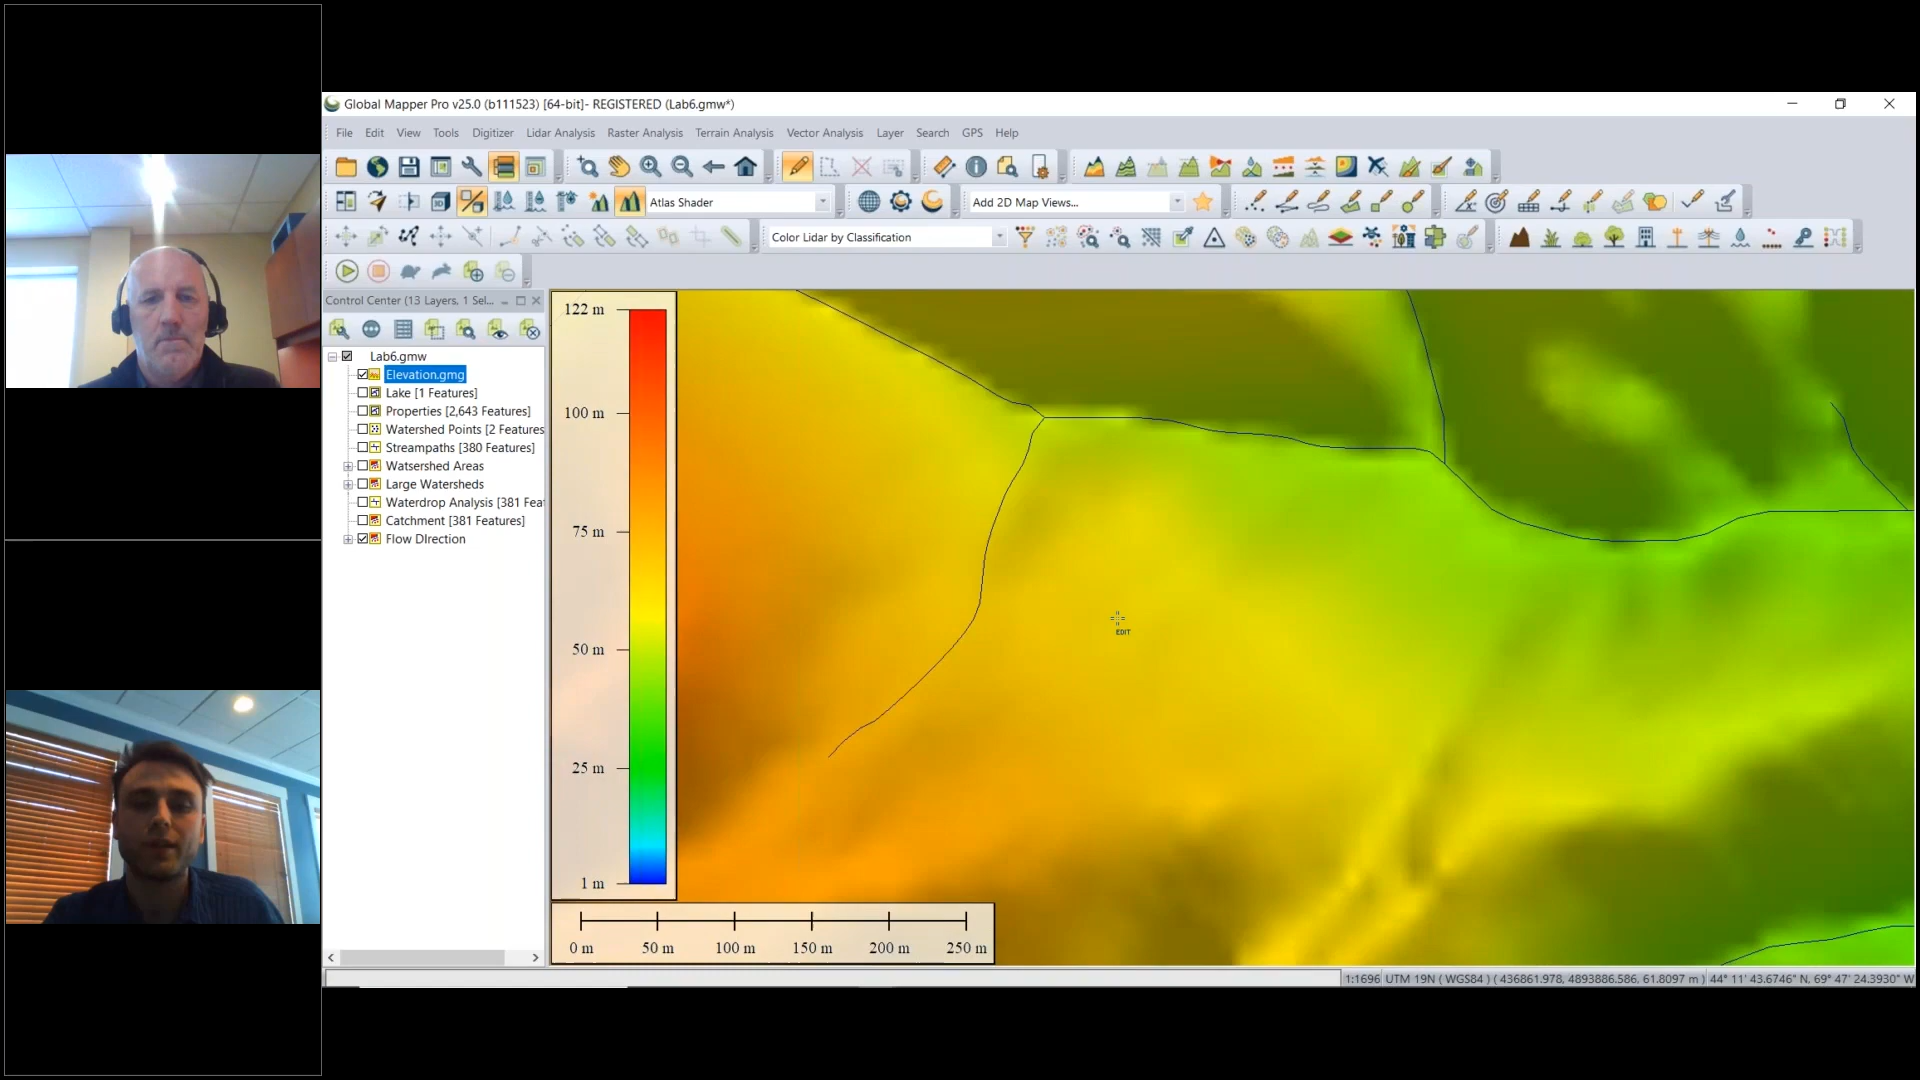 Global Mapper Pro v25.0 (b111523) [64-bit]- REGISTERED (Lab6.gmw*)
File Edit View Tools Digitizer Lidar Analysis Raster Analysis Terrain Analysis Vector Analysis Layer Search GPS Help
Atlas Shader
Add 2D Map Views...
Color Lidar by Classification
Control Center (13 Layers, 1 Sel...
Lab6.gmw
Elevation.gmg
Lake [1 Features]
Properties [2,643 Features]
Watershed Points [2 Features
Streampaths [380 Features]
Watsershed Areas
Large Watersheds
Waterdrop Analysis [381 Feat
Catchment [381 Features]
Flow DIrection
122 m
100 m
75 m
50 m
25 m
1 m
EDIT
0 m 50 m 100 m 150 m 200 m 250 m
1:1696 UTM 19N ( WGS84 ) ( 436861.978, 4893886.586, 61.8097 m ) 44° 11' 43.6746" N, 69° 47' 24.3930" W